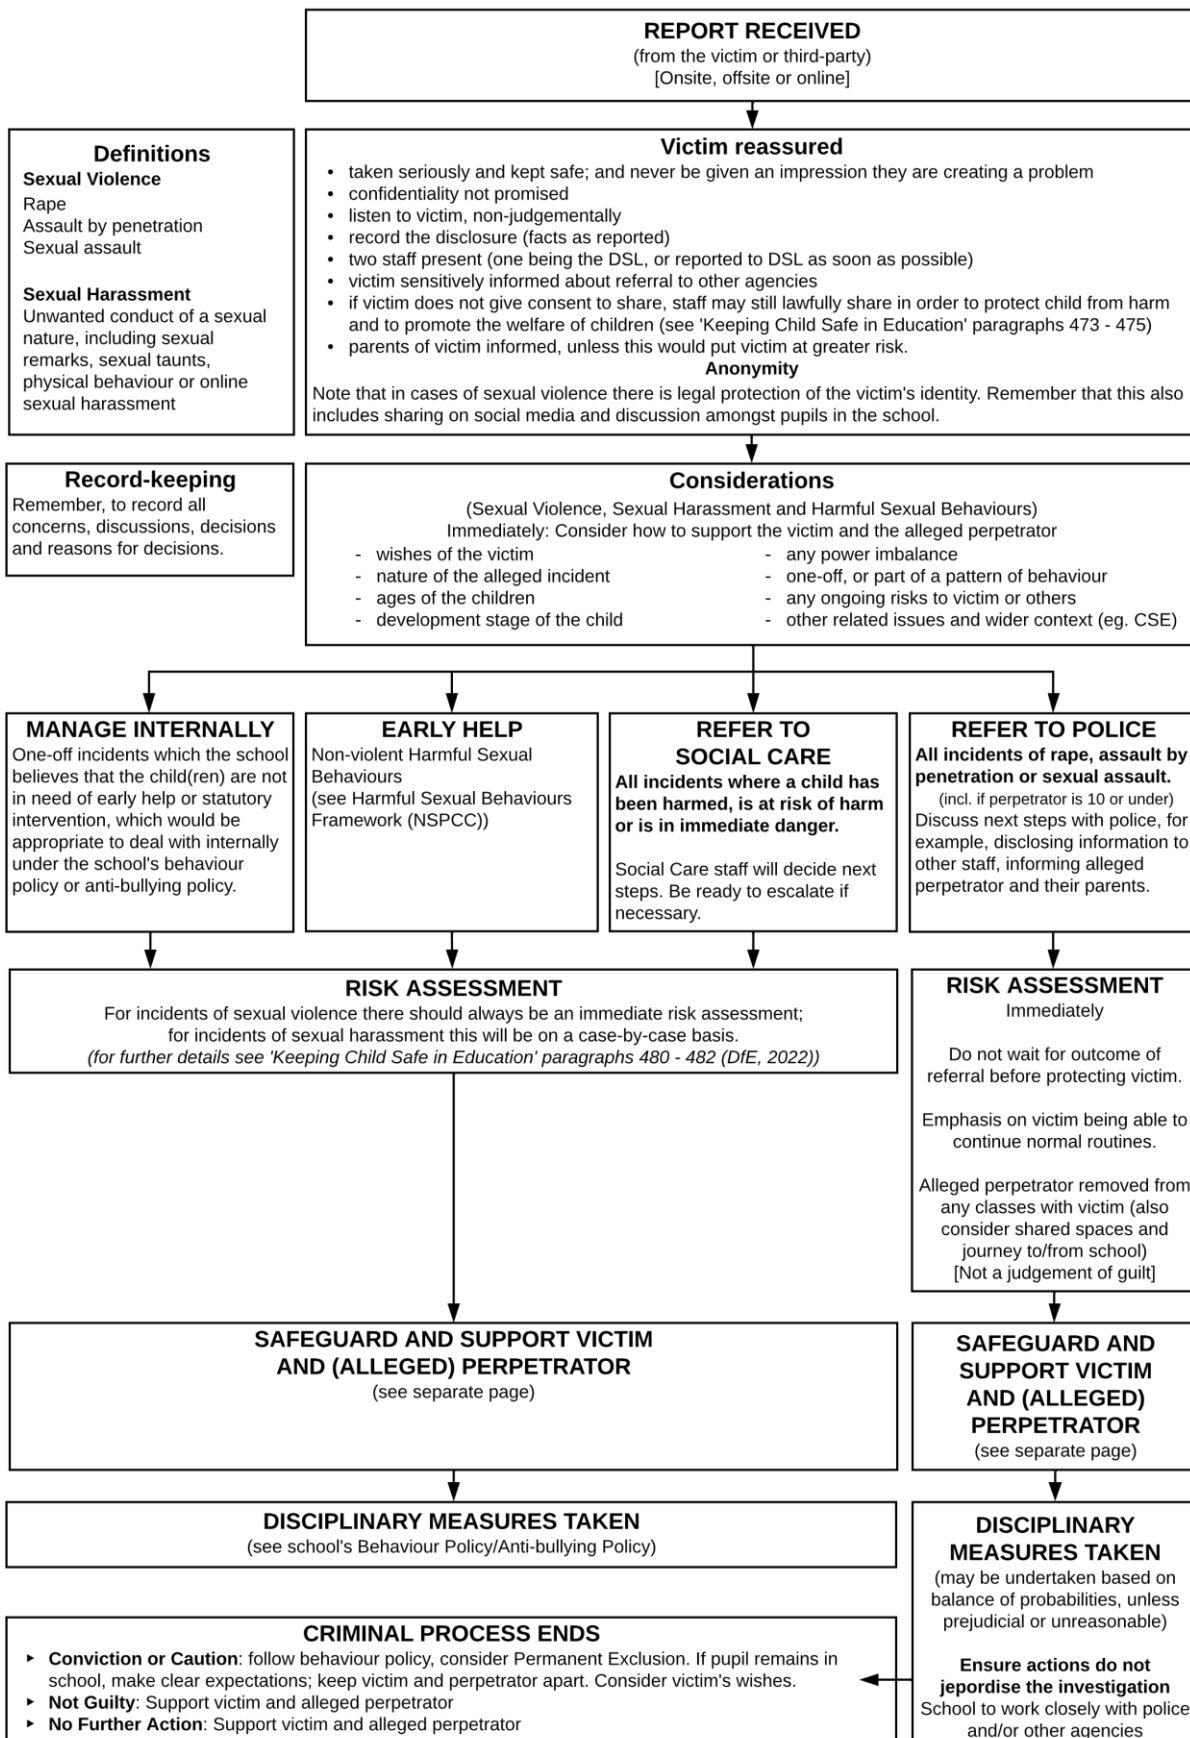 REPORT RECEIVED
(from the victim or third-party)
[Onsite, offsite or online]
Definitions
Sexual Violence
Rape
Assault by penetration
Sexual assault
Sexual Harassment
Unwanted conduct of a sexual
nature, including sexual
remarks, sexual taunts,
physical behaviour or online
sexual harassment
Victim reassured
• taken seriously and kept safe; and never be given an impression they are creating a problem
• confidentiality not promised
• listen to victim, non-judgementally
• record the disclosure (facts as reported)
• two staff present (one being the DSL, or reported to DSL as soon as possible)
• victim sensitively informed about referral to other agencies
• if victim does not give consent to share, staff may still lawfully share in order to protect child from harm
and to promote the welfare of children (see 'Keeping Child Safe in Education' paragraphs 473 - 475)
• parents of victim informed, unless this would put victim at greater risk.
Anonymity
Note that in cases of sexual violence there is legal protection of the victim's identity. Remember that this also
includes sharing on social media and discussion amongst pupils in the school.
Record-keeping
Remember, to record all
concerns, discussions, decisions
and reasons for decisions.
Considerations
(Sexual Violence, Sexual Harassment and Harmful Sexual Behaviours)
Immediately: Consider how to support the victim and the alleged perpetrator
- wishes of the victim
- nature of the alleged incident
- ages of the children
- development stage of the child
- any power imbalance
- one-off, or part of a pattern of behaviour
- any ongoing risks to victim or others
- other related issues and wider context (eg. CSE)
MANAGE INTERNALLY
One-off incidents which the school
believes that the child(ren) are not
in need of early help or statutory
intervention, which would be
appropriate to deal with internally
under the school's behaviour
policy or anti-bullying policy.
EARLY HELP
Non-violent Harmful Sexual
Behaviours
(see Harmful Sexual Behaviours
Framework (NSPCC))
REFER TO
SOCIAL CARE
All incidents where a child has
been harmed, is at risk of harm
or is in immediate danger.
Social Care staff will decide next
steps. Be ready to escalate if
necessary.
REFER TO POLICE
All incidents of rape, assault by
penetration or sexual assault.
(incl. if perpetrator is 10 or under)
Discuss next steps with police, for
example, disclosing information to
other staff, informing alleged
perpetrator and their parents.
RISK ASSESSMENT
For incidents of sexual violence there should always be an immediate risk assessment;
for incidents of sexual harassment this will be on a case-by-case basis.
(for further details see 'Keeping Child Safe in Education' paragraphs 480 - 482 (DfE, 2022))
RISK ASSESSMENT
Immediately
Do not wait for outcome of
referral before protecting victim.
Emphasis on victim being able to
continue normal routines.
Alleged perpetrator removed from
any classes with victim (also
consider shared spaces and
journey to/from school)
[Not a judgement of guilt]
SAFEGUARD AND SUPPORT VICTIM
AND (ALLEGED) PERPETRATOR
(see separate page)
SAFEGUARD AND
SUPPORT VICTIM
AND (ALLEGED)
PERPETRATOR
(see separate page)
DISCIPLINARY MEASURES TAKEN
(see school's Behaviour Policy/Anti-bullying Policy)
DISCIPLINARY
MEASURES TAKEN
(may be undertaken based on
balance of probabilities, unless
prejudicial or unreasonable)
Ensure actions do not
jepordise the investigation
School to work closely with police
and/or other agencies
CRIMINAL PROCESS ENDS
▸ Conviction or Caution: follow behaviour policy, consider Permanent Exclusion. If pupil remains in
school, make clear expectations; keep victim and perpetrator apart. Consider victim's wishes.
▸ Not Guilty: Support victim and alleged perpetrator
▸ No Further Action: Support victim and alleged perpetrator